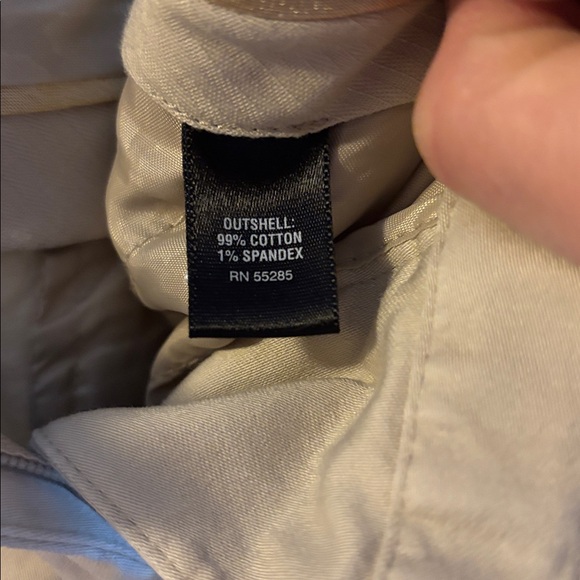 OUTSHELL:
99% COTTON
1% SPANDEX
RN 55285